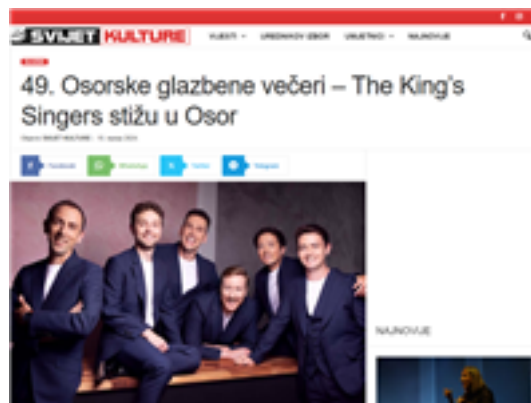 SVIJET KULTURE
VIJESTI
UREDNIKOV IZBOR
UMJETNICI
NAJNOVIJE
49. Osorske glazbene večeri – The King's
Singers stižu u Osor
Facebook
WhatsApp
Twitter
Telegram
NAJNOVIJE